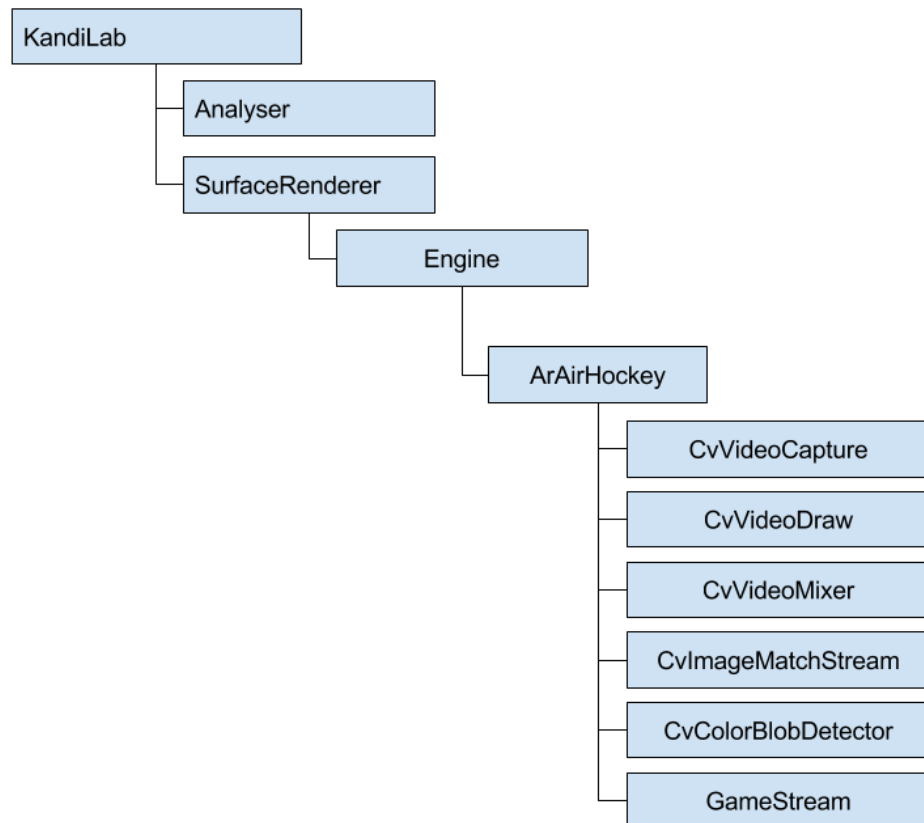 KandiLab
Analyser
SurfaceRenderer
Engine
ArAirHockey
CvVideoCapture
CvVideoDraw
CvVideoMixer
CvImageMatchStream
CvColorBlobDetector
GameStream